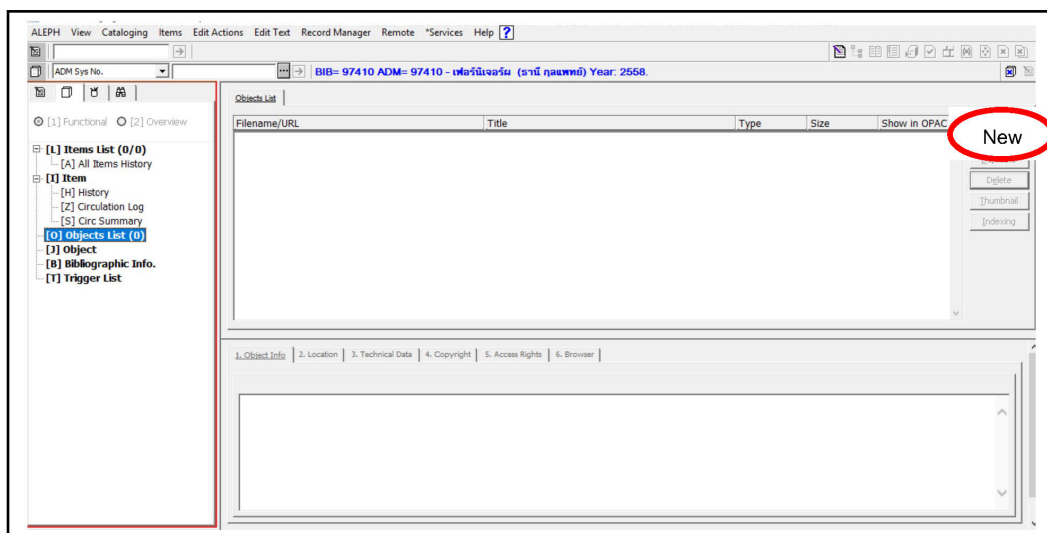 ALEPH View Cataloging Items Edit Actions Edit Text Record Manager Remote *Services Help ?
ADM Sys No. ... BIB= 97410 ADM= 97410 - เฟอร์นิเจอร์ผ (ธานี กุลแพทย์) Year: 2558.
[1] Functional [2] Overview
[L] Items List (0/0)
[A] All Items History
[I] Item
[H] History
[Z] Circulation Log
[S] Circ Summary
[O] Objects List (0)
[J] Object
[B] Bibliographic Info.
[T] Trigger List
Objects List
Filename/URL Title Type Size Show in OPAC
New
Delete
Thumbnail
Indexing
1. Object Info 2. Location 3. Technical Data 4. Copyright 5. Access Rights 6. Browser